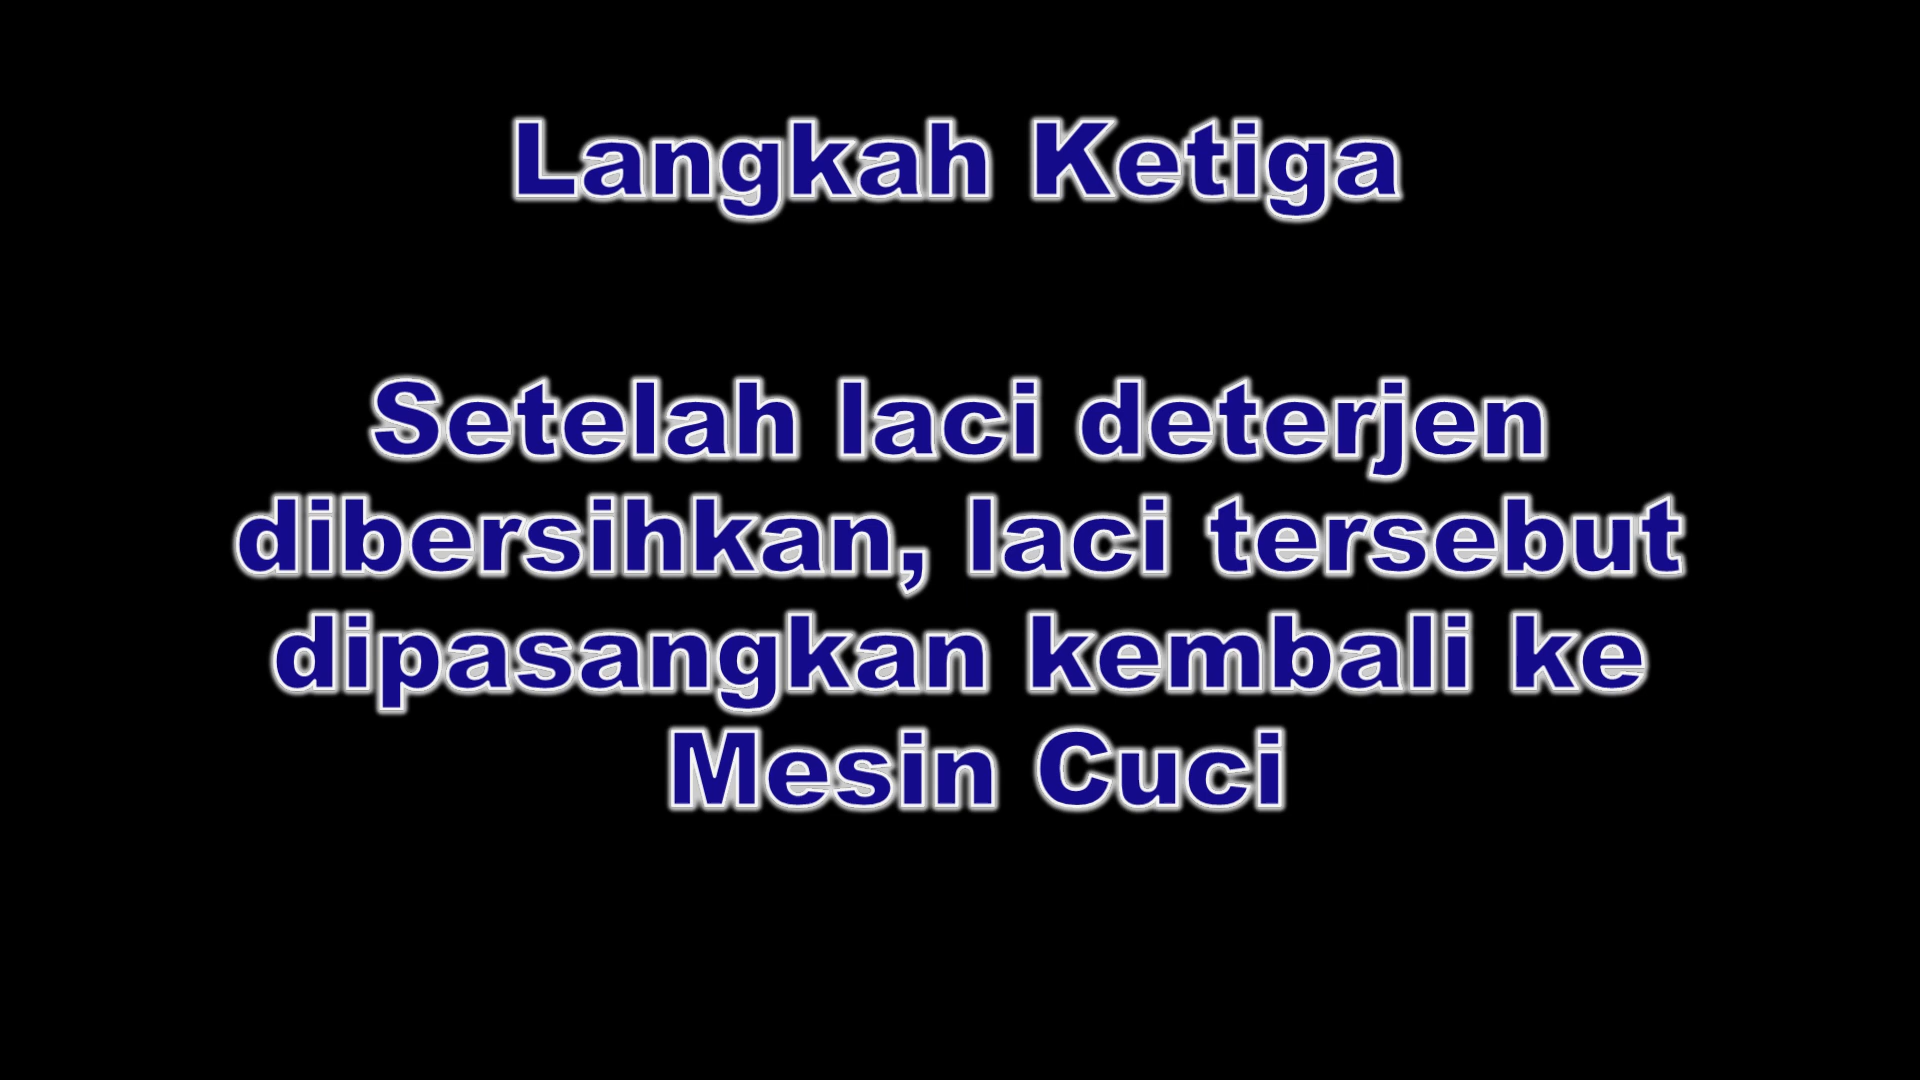 Langkah Ketiga
Setelah laci deterjen
dibersihkan, laci tersebut
dipasangkan kembali ke
Mesin Cuci